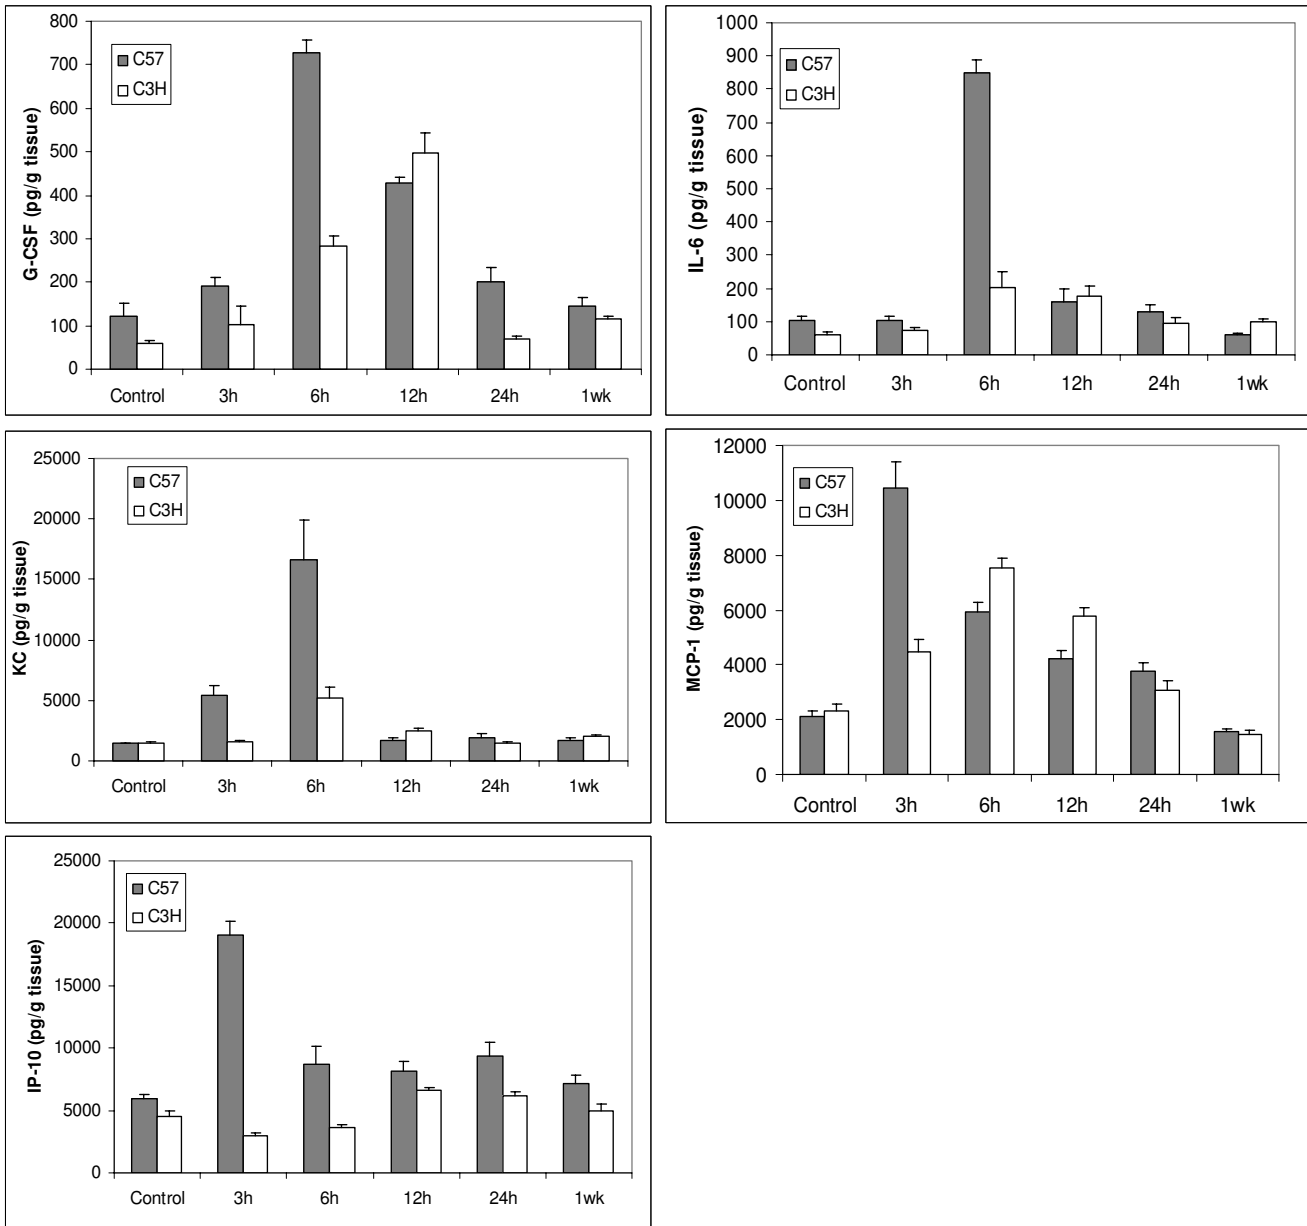 800
700
600
500
400
300
200
100
0
G-CSF (pg/g tissue)
C57
C3H
Control 3h 6h 12h 24h 1wk
1000
900
800
700
600
500
400
300
200
100
0
IL-6 (pg/g tissue)
C57
C3H
Control 3h 6h 12h 24h 1wk
25000
20000
15000
10000
5000
0
KC (pg/g tissue)
C57
C3H
Control 3h 6h 12h 24h 1wk
12000
10000
8000
6000
4000
2000
0
MCP-1 (pg/g tissue)
C57
C3H
Control 3h 6h 12h 24h 1wk
25000
20000
15000
10000
5000
0
IP-10 (pg/g tissue)
C57
C3H
Control 3h 6h 12h 24h 1wk